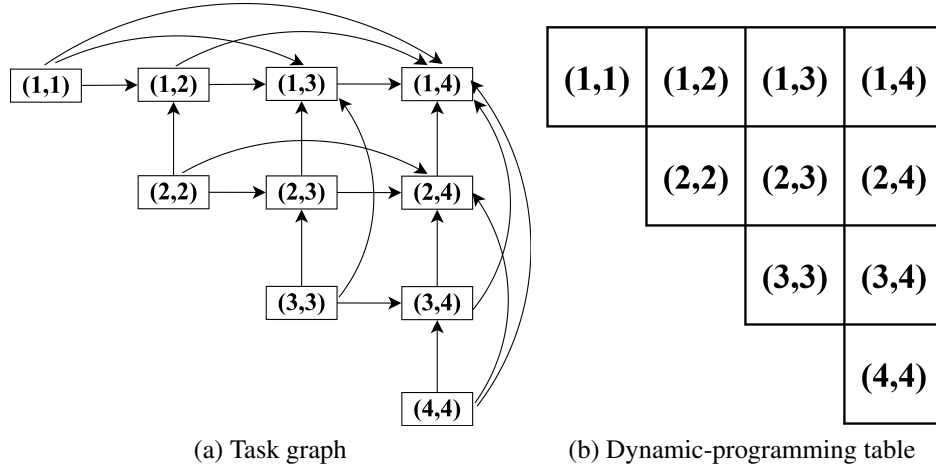 (1,1) (1,2) (1,3) (1,4)
(2,2) (2,3) (2,4)
(3,3) (3,4)
(4,4)
(a) Task graph
(1,1) (1,2) (1,3) (1,4)
(2,2) (2,3) (2,4)
(3,3) (3,4)
(4,4)
(b) Dynamic-programming table